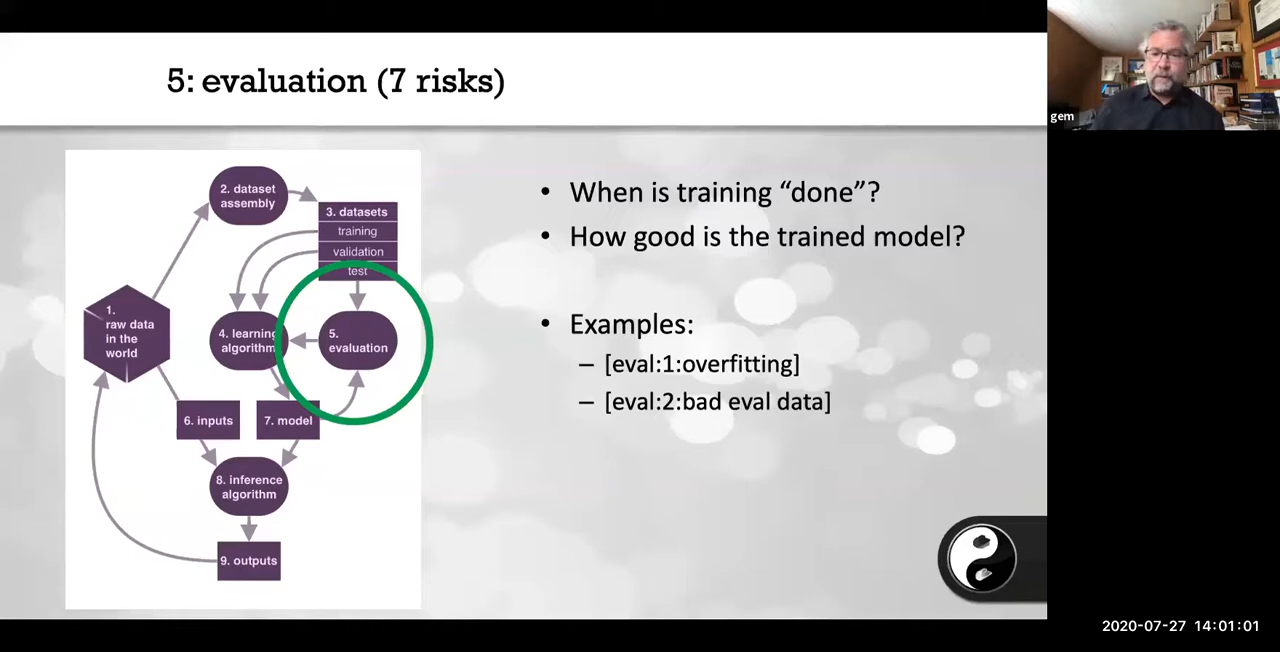 5: evaluation (7 risks)
gem
2. dataset
assembly
3. datasets
training
validation
test
1.
raw data
in the
world
4. learning
algorithm
5.
evaluation
6. inputs
7. model
8. inference
algorithm
9. outputs
• When is training “done”?
• How good is the trained model?
• Examples:
– [eval:1:overfitting]
– [eval:2:bad eval data]
2020-07-27 14:01:01